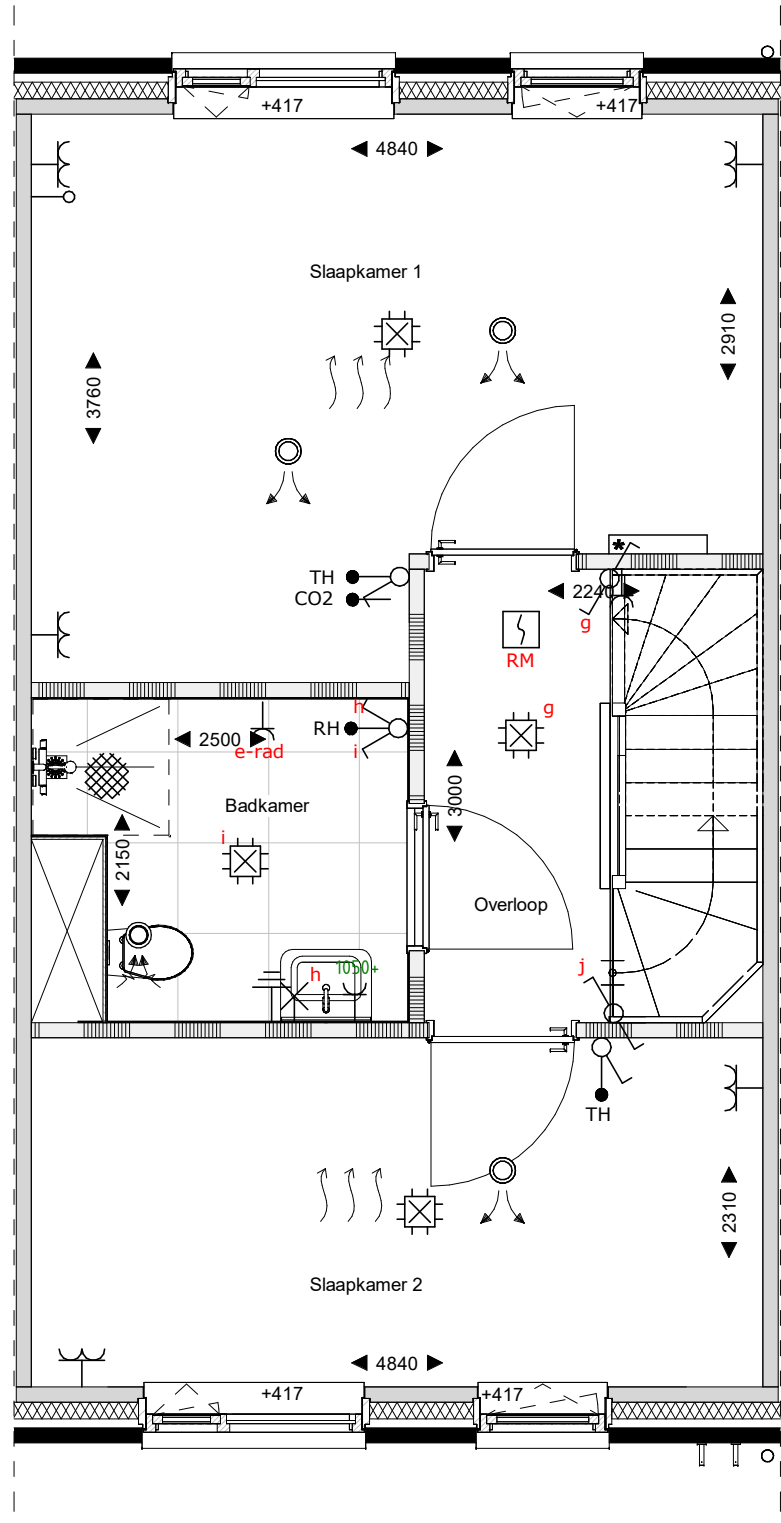 +417
+417
4840
Slaapkamer 1
2910
3760
TH
CO2
*
2240
g
RM
g
h
RH
i
2500
e-rad
3000
Badkamer
i
2150
Overloop
h
1050+
j
TH
2310
Slaapkamer 2
4840
+417
+417